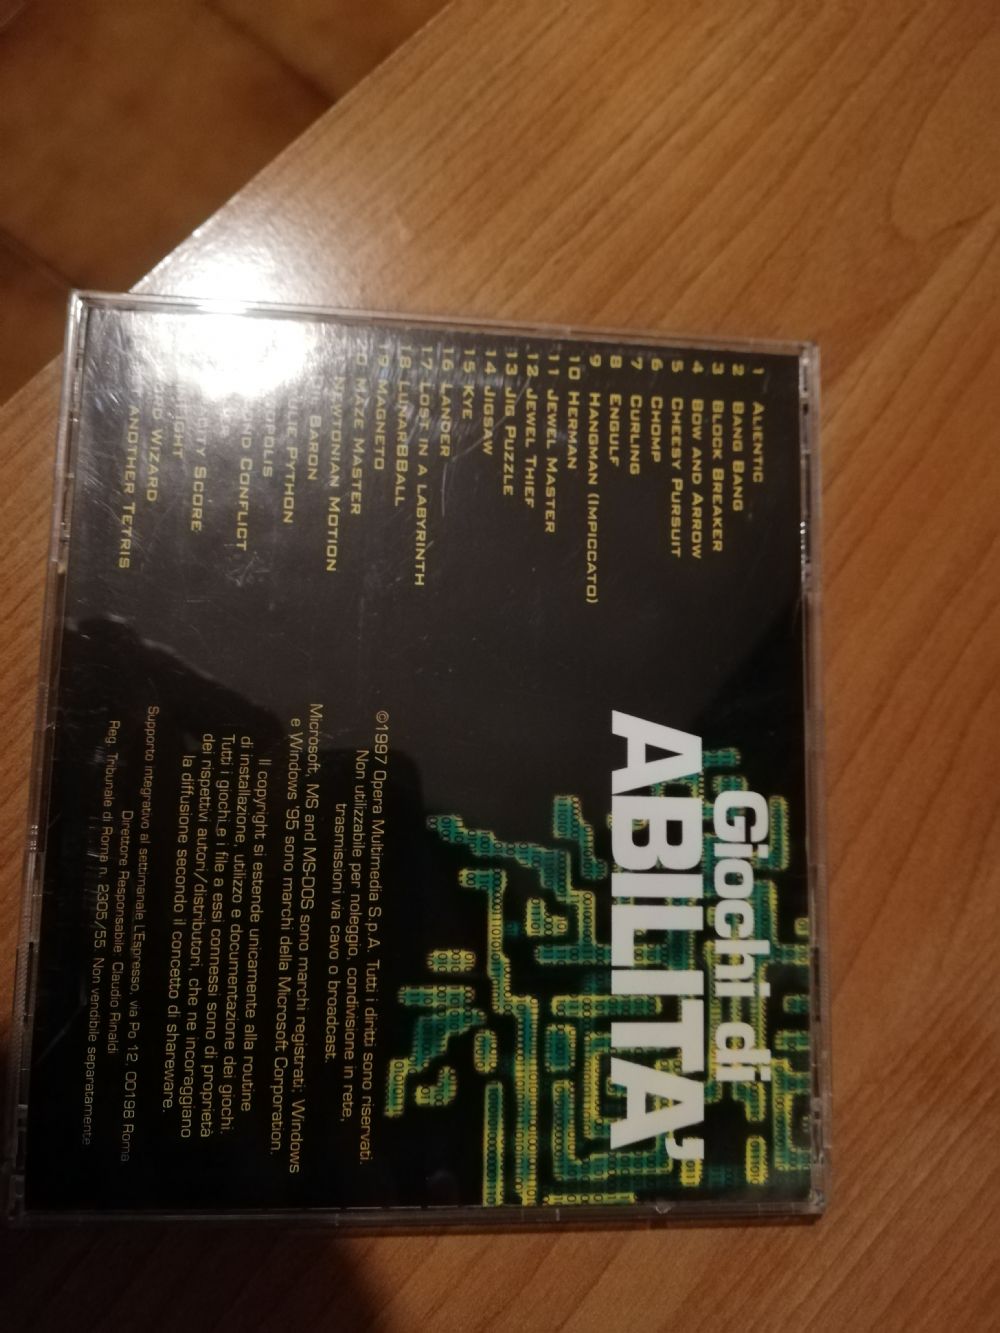 Giochi di
ABILITA'
1 ALIENTIC
2 BANG BANG
3 BLOCK BREAKER
4 BOW AND ARROW
5 CHEESY PURSUIT
6 CHOMP
7 CURLING
8 ENGULF
9 HANGMAN (IMPICCATO)
10 HERMAN
11 JEWEL MASTER
12 JEWEL THIEF
13 JIG PUZZLE
14 JIGSAW
15 KYE
16 LANDER
17 LOST IN A LABYRINTH
18 LUNAR8BALL
19 MAGNETO
20 MAZE MASTER
NEWTONIAN MOTION
BARON
PYTHON
CONFLICT
SCORE
WIZARD
ANOTHER TETRIS
©1997 Opera Multimedia S.p.A. Tutti i diritti sono riservati.
Non utilizzabile per noleggio, condivisione in rete,
trasmissioni via cavo o broadcast.
Microsoft, MS and MS-DOS sono marchi registrati, Windows
e Windows '95 sono marchi della Microsoft Corporation.
Il copyright si estende unicamente alla routine
di installazione, utilizzo e documentazione dei giochi.
Tutti i giochi e i file a essi connessi sono di proprietà
dei rispettivi autori/distributori, che ne incoraggiano
la diffusione secondo il concetto di shareware.
Supporto integrativo al settimanale L'Espresso, via Po 12, 00198 Roma
Direttore Responsabile: Claudio Rinaldi
Reg. Tribunale di Roma n. 2305/55. Non vendibile separatamente